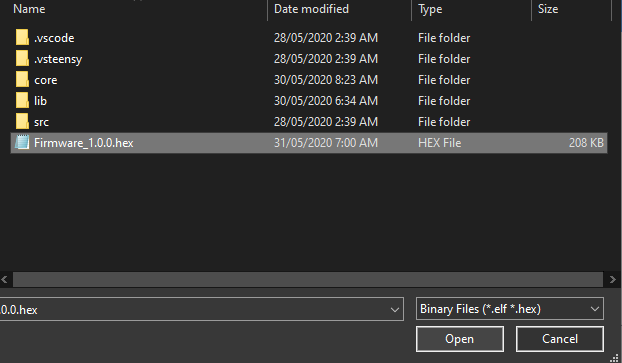 Name Date modified Type Size
.vscode 28/05/2020 2:39 AM File folder
.vsteensy 28/05/2020 2:39 AM File folder
core 30/05/2020 8:23 AM File folder
lib 30/05/2020 6:34 AM File folder
src 28/05/2020 2:39 AM File folder
Firmware_1.0.0.hex 31/05/2020 7:00 AM HEX File 208 KB
.0.0.hex Binary Files (*.elf *.hex)
Open Cancel